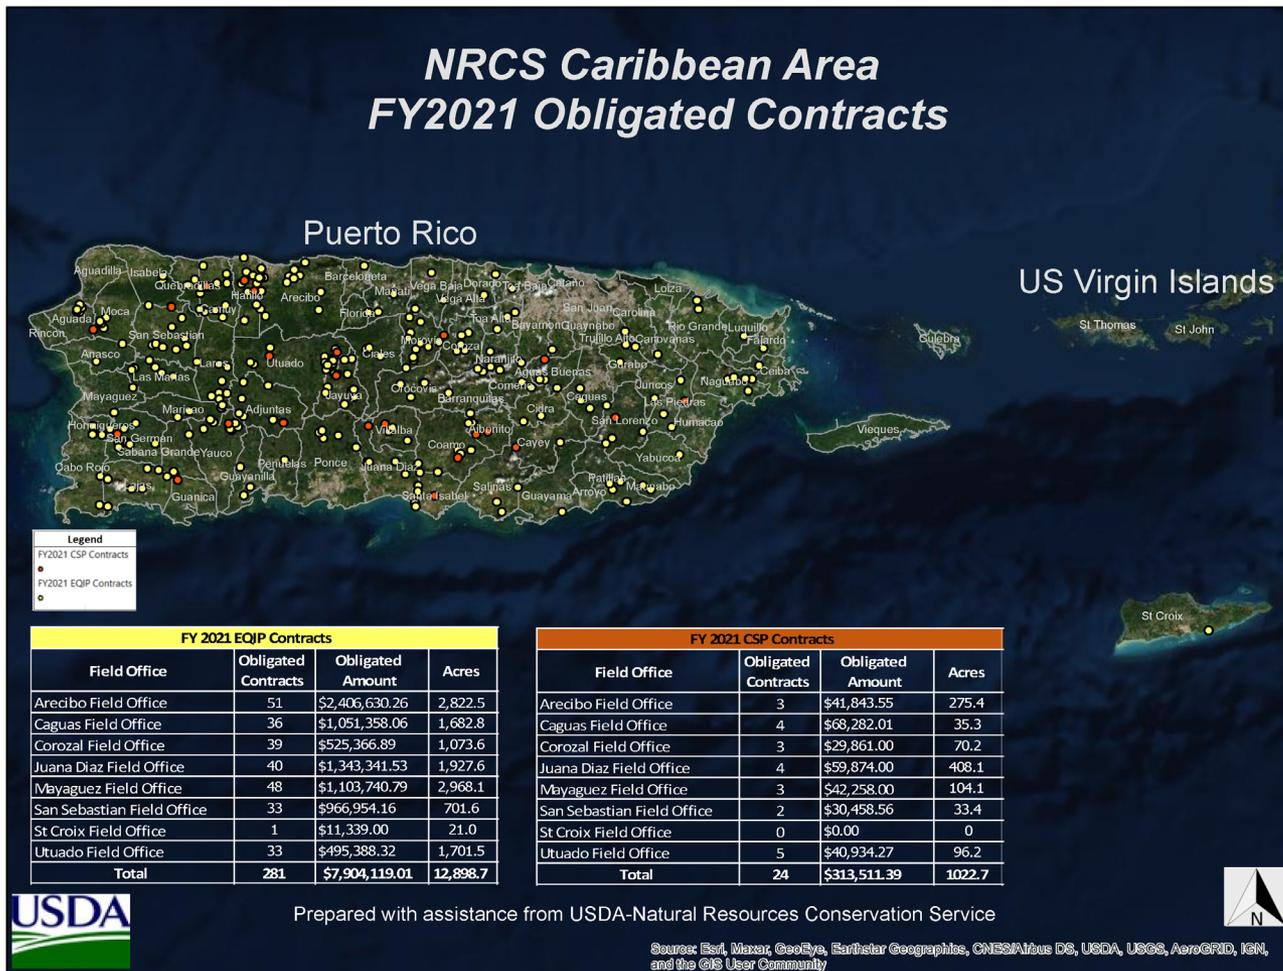 NRCS Caribbean Area
FY2021 Obligated Contracts
Puerto Rico
US Virgin Islands
Aguadilla
Isabela
Quebradillas
Hatillo
Camuy
Arecibo
Barceloneta
Manati
Florida
Vega Baja
Vega Alta
Dorado
Toa Baja
Catano
Toa Alta
Bayamon
Guaynabo
San Juan
Carolina
Trujillo Alto
Canovanas
Loiza
Rio Grande
Luquillo
Fajardo
Ceiba
Culebra
St Thomas
St John
Aguada
Moca
Rincon
Anasco
San Sebastian
Las Marias
Lares
Utuado
Ciales
Morovis
Corozal
Naranjito
Aguas Buenas
Gurabo
Juncos
Naguabo
Las Piedras
Humacao
Mayaguez
Maricao
Adjuntas
Jayuya
Orocovis
Barranquitas
Comerio
Cidra
Caguas
San Lorenzo
Hormigueros
San German
Sabana Grande
Yauco
Guayanilla
Penuelas
Ponce
Juana Diaz
Villalba
Coamo
Aibonito
Cayey
Yabucoa
Vieques
Cabo Rojo
Lajas
Guanica
Santa Isabel
Salinas
Guayama
Arroyo
Patillas
Maunabo
St Croix
Legend
FY2021 CSP Contracts
FY2021 EQIP Contracts
FY 2021 EQIP Contracts
Field Office Obligated Contracts Obligated Amount Acres
Arecibo Field Office 51 $2,406,630.26 2,822.5
Caguas Field Office 36 $1,051,358.06 1,682.8
Corozal Field Office 39 $525,366.89 1,073.6
Juana Diaz Field Office 40 $1,343,341.53 1,927.6
Mayaguez Field Office 48 $1,103,740.79 2,968.1
San Sebastian Field Office 33 $966,954.16 701.6
St Croix Field Office 1 $11,339.00 21.0
Utuado Field Office 33 $495,388.32 1,701.5
Total 281 $7,904,119.01 12,898.7
FY 2021 CSP Contracts
Field Office Obligated Contracts Obligated Amount Acres
Arecibo Field Office 3 $41,843.55 275.4
Caguas Field Office 4 $68,282.01 35.3
Corozal Field Office 3 $29,861.00 70.2
Juana Diaz Field Office 4 $59,874.00 408.1
Mayaguez Field Office 3 $42,258.00 104.1
San Sebastian Field Office 2 $30,458.56 33.4
St Croix Field Office 0 $0.00 0
Utuado Field Office 5 $40,934.27 96.2
Total 24 $313,511.39 1022.7
USDA
Prepared with assistance from USDA-Natural Resources Conservation Service
N
Source: Esri, Maxar, GeoEye, Earthstar Geographics, CNES/Airbus DS, USDA, USGS, AeroGRID, IGN,
and the GIS User Community